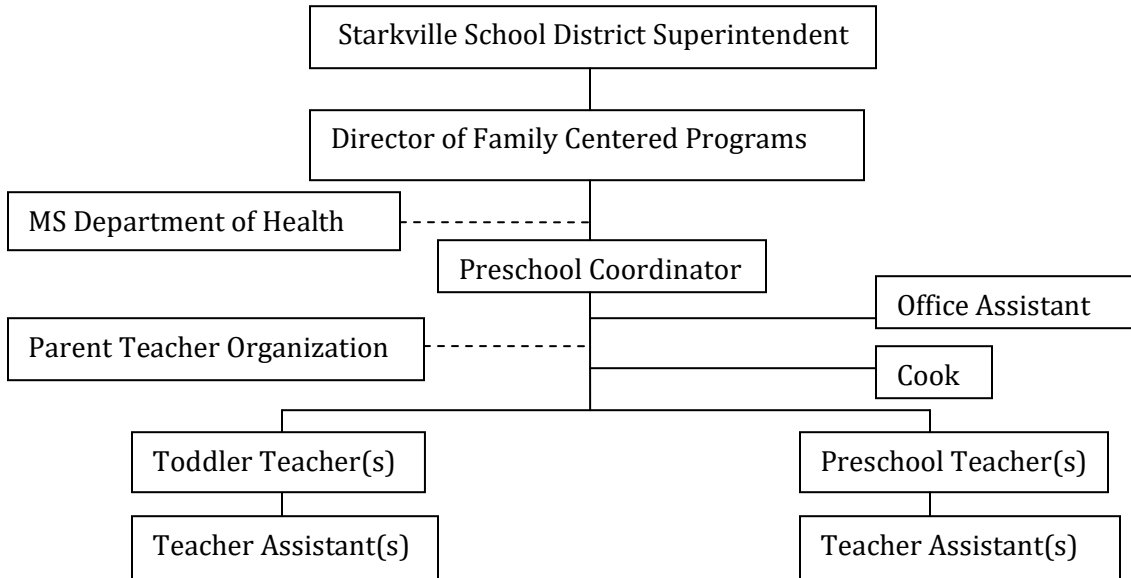 Starkville School District Superintendent
Director of Family Centered Programs
MS Department of Health
Preschool Coordinator
Office Assistant
Parent Teacher Organization
Cook
Toddler Teacher(s)
Preschool Teacher(s)
Teacher Assistant(s)
Teacher Assistant(s)